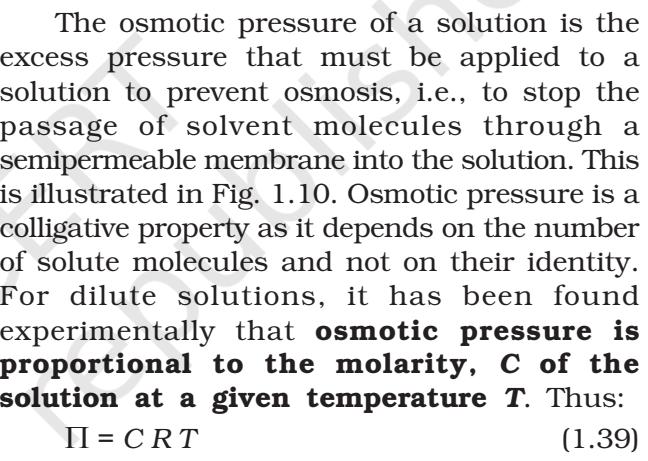 The osmotic pressure of a solution is the
excess pressure that must be applied to a
solution to prevent osmosis, i.e., to stop the
passage of solvent molecules through a
semipermeable membrane into the solution. This
is illustrated in Fig. 1.10. Osmotic pressure is a
colligative property as it depends on the number
of solute molecules and not on their identity.
For dilute solutions, it has been found
experimentally that osmotic pressure is
proportional to the molarity, C of the
solution at a given temperature T. Thus:
Π = C R T (1.39)